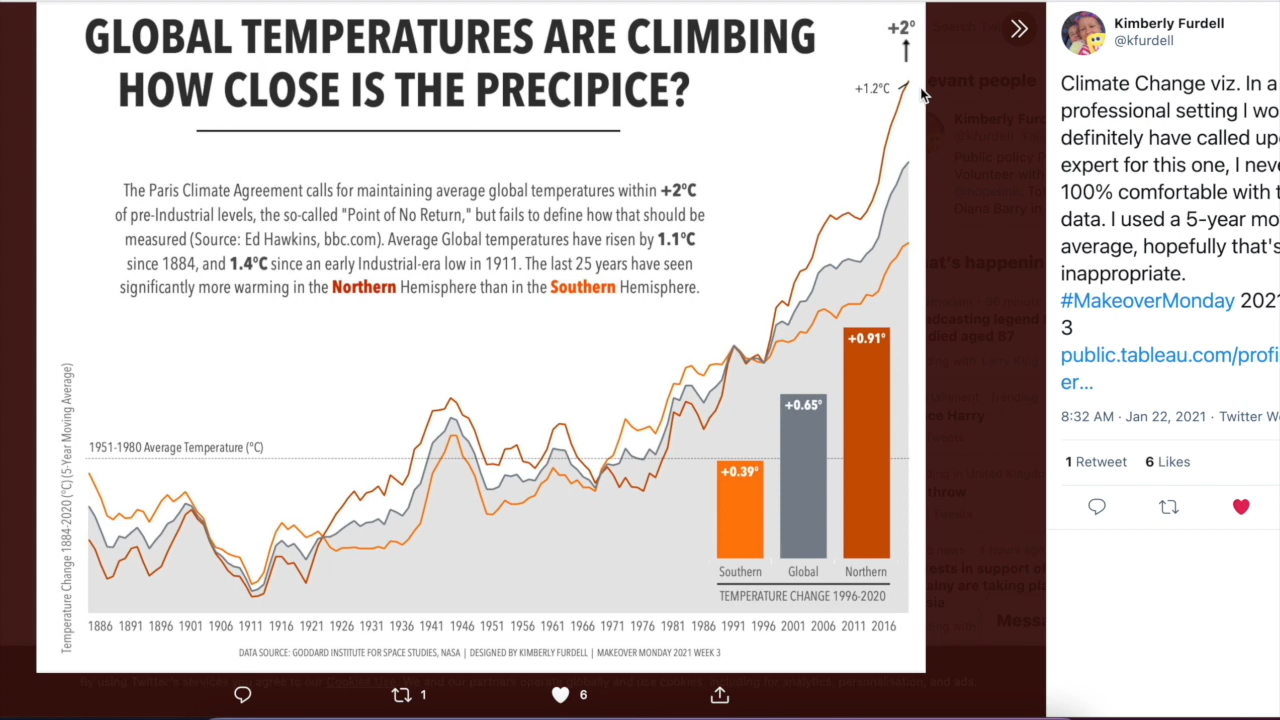 GLOBAL TEMPERATURES ARE CLIMBING
HOW CLOSE IS THE PRECIPICE?
+2°
+1.2°C
The Paris Climate Agreement calls for maintaining average global temperatures within +2°C
of pre-Industrial levels, the so-called "Point of No Return," but fails to define how that should be
measured (Source: Ed Hawkins, bbc.com). Average Global temperatures have risen by 1.1°C
since 1884, and 1.4°C since an early Industrial-era low in 1911. The last 25 years have seen
significantly more warming in the Northern Hemisphere than in the Southern Hemisphere.
Temperature Change 1884-2020 (°C) (5-Year Moving Average)
1951-1980 Average Temperature (°C)
+0.39°
+0.65°
+0.91°
Southern Global Northern
TEMPERATURE CHANGE 1996-2020
1886 1891 1896 1901 1906 1911 1916 1921 1926 1931 1936 1941 1946 1951 1956 1961 1966 1971 1976 1981 1986 1991 1996 2001 2006 2011 2016
DATA SOURCE: GODDARD INSTITUTE FOR SPACE STUDIES, NASA | DESIGNED BY KIMBERLY FURDELL | MAKEOVER MONDAY 2021 WEEK 3
1
6
Kimberly Furdell
@kfurdell
Climate Change viz. In a
professional setting I wo
definitely have called up
expert for this one, I neve
100% comfortable with t
data. I used a 5-year mo
average, hopefully that's
inappropriate.
#MakeoverMonday 202
3
public.tableau.com/profi
er...
8:32 AM · Jan 22, 2021 · Twitter We
1 Retweet 6 Likes